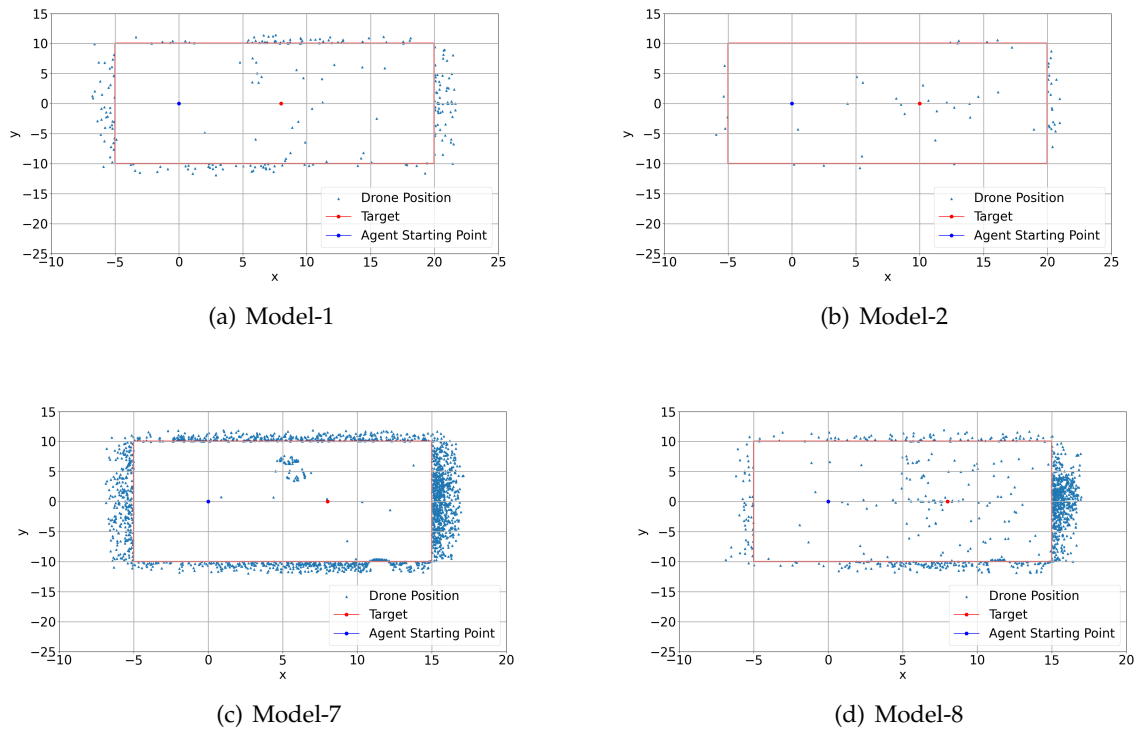 15
10
5
0
−5
−10
−15
−20
−25
y
−10 −5 0 5 10 15 20 25
x
Drone Position
Target
Agent Starting Point
(a) Model-1
15
10
5
0
−5
−10
−15
−20
−25
y
−10 −5 0 5 10 15 20 25
x
Drone Position
Target
Agent Starting Point
(b) Model-2
15
10
5
0
−5
−10
−15
−20
−25
y
−10 −5 0 5 10 15 20
x
Drone Position
Target
Agent Starting Point
(c) Model-7
15
10
5
0
−5
−10
−15
−20
−25
y
−10 −5 0 5 10 15 20
x
Drone Position
Target
Agent Starting Point
(d) Model-8